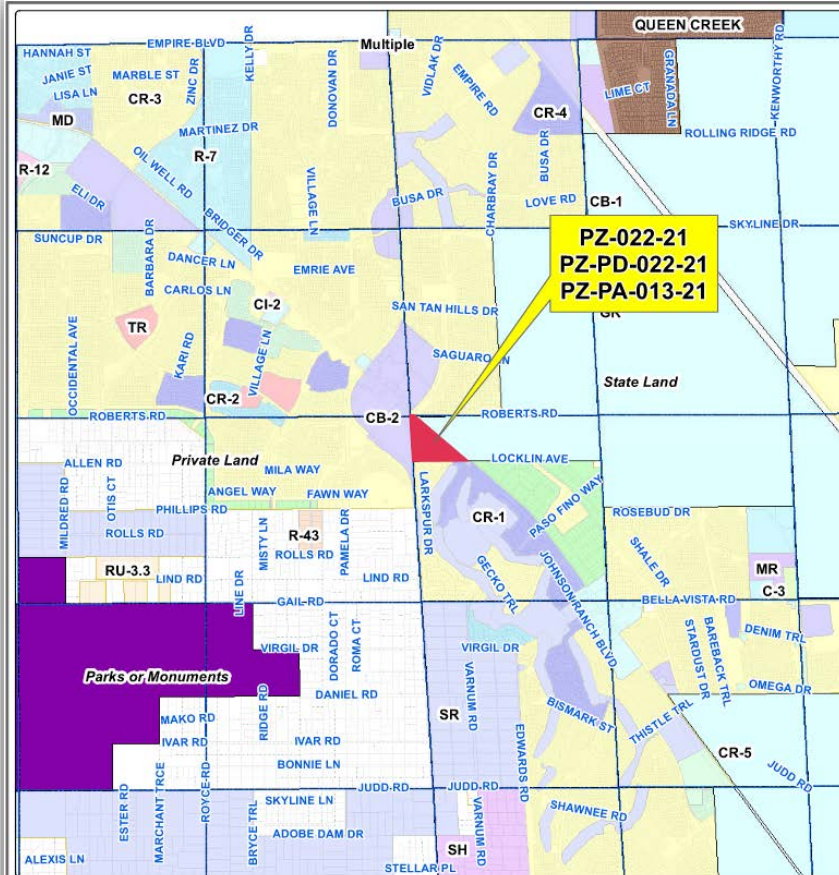 QUEEN CREEK
HANNAH ST
EMPIRE BLVD
KELLY DR
Multiple
KENWORTHY RD
JANIE ST
MARBLE ST
ZINC DR
DONOVAN DR
VIDLAK DR
EMPIRE RD
GRANADA LN
LISA LN
CR-3
LIME CT
MD
CR-4
MARTINEZ DR
ROLLING RIDGE RD
R-12
OIL WELL RD
R-7
CHARBRAY DR
BUSA DR
ELI DR
VILLAGE LN
BUSA DR
LOVE RD
CB-1
BRIDGER DR
SKYLINE DR
SUNCUP DR
BARBARA DR
DANCER LN
EMRIE AVE
PZ-022-21
PZ-PD-022-21
PZ-PA-013-21
CARLOS LN
CI-2
SAN TAN HILLS DR
GR
OCCIDENTAL AVE
TR
KARI RD
VILLAGE LN
SAGUARO LN
State Land
CR-2
ROBERTS RD
CB-2
ROBERTS RD
ALLEN RD
Private Land
MILA WAY
LOCKLIN AVE
MILDRED RD
OTIS CT
ANGEL WAY
FAWN WAY
LARKSPUR DR
PASO FINO WAY
PHILLIPS RD
CR-1
ROSEBUD DR
ROLLS RD
MISTY LN
R-43
ROLLS RD
PAMELA DR
SHALE DR
RU-3.3
LIND RD
LIND RD
GECKO TRL
JOHNSON RANCH BLVD
MR
C-3
LINE DR
GAIL RD
BELLA VISTA RD
VIRGIL DR
DORADO CT
ROMA CT
VIRGIL DR
STARDUST DR
BAREBACK TRL
DENIM TRL
Parks or Monuments
RIDGE RD
DANIEL RD
VARNUM RD
OMEGA DR
MAKO RD
SR
BISMARK ST
THISTLE TRL
IVAR RD
IVAR RD
EDWARDS RD
BONNIE LN
CR-5
ESTER RD
MARCHANT TRCE
ROYCE RD
JUDD RD
JUDD RD
JUDD RD
SKYLINE LN
BRYCE TRL
VARNUM RD
SHAWNEE RD
ADOBE DAM DR
ALEXIS LN
SH
STELLAR PL